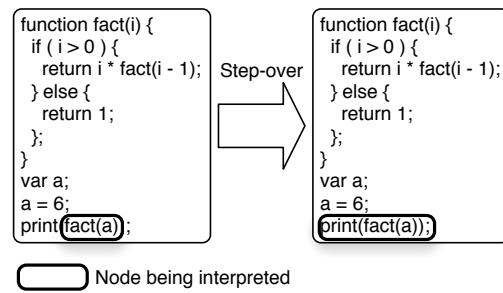 function fact(i) {
if ( i > 0 ) {
return i * fact(i - 1);
} else {
return 1;
};
}
var a;
a = 6;
print(fact(a));
Step-over
function fact(i) {
if ( i > 0 ) {
return i * fact(i - 1);
} else {
return 1;
};
}
var a;
a = 6;
print(fact(a));
Node being interpreted